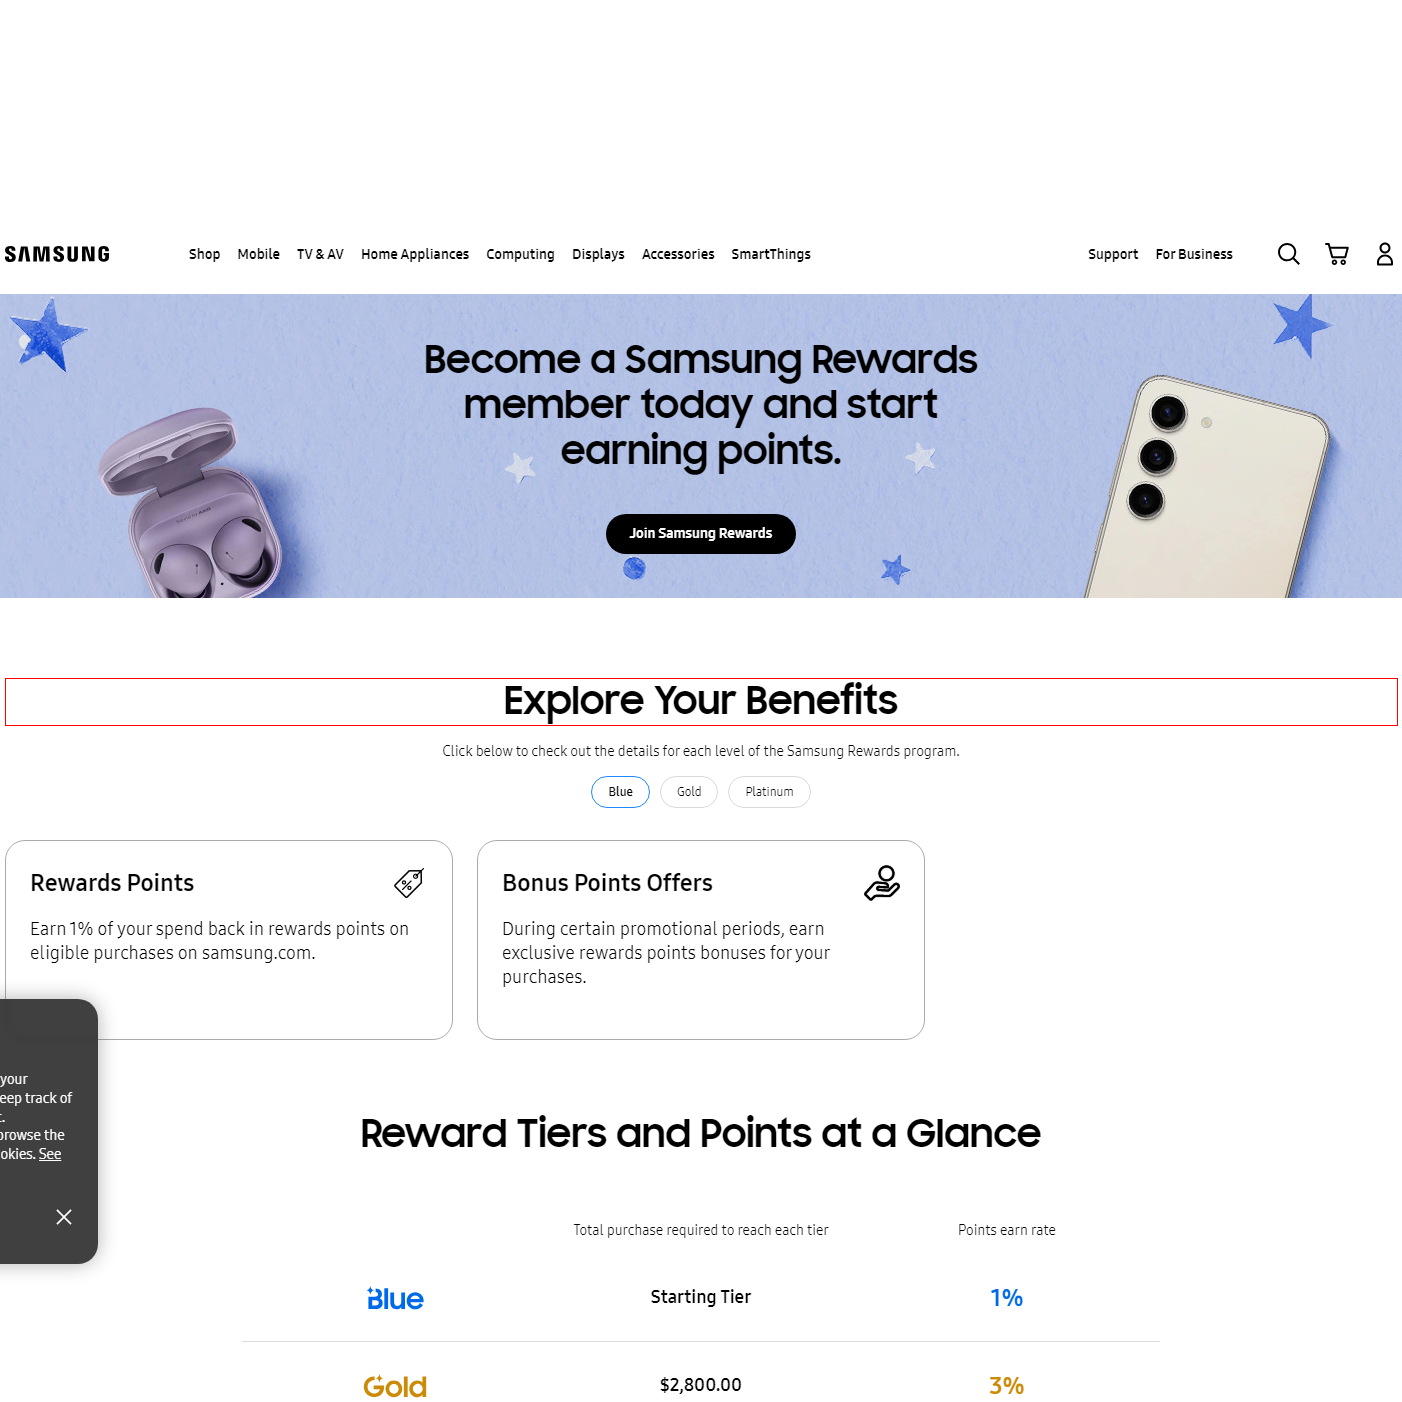 SAMSUNG
Shop Mobile TV & AV Home Appliances Computing Displays Accessories SmartThings Support For Business
Become a Samsung Rewards
member today and start
earning points.
Join Samsung Rewards
Explore Your Benefits
Click below to check out the details for each level of the Samsung Rewards program.
Blue Gold Platinum
Rewards Points
Earn 1% of your spend back in rewards points on
eligible purchases on samsung.com.
Bonus Points Offers
During certain promotional periods, earn
exclusive rewards points bonuses for your
purchases.
your
eep track of
browse the
okies. See
Reward Tiers and Points at a Glance
Total purchase required to reach each tier Points earn rate
Blue Starting Tier 1%
Gold $2,800.00 3%